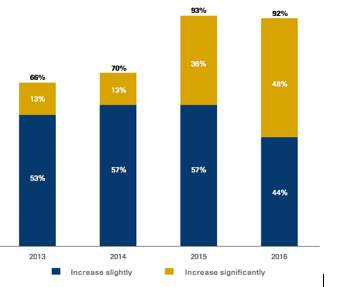 66% 70% 93% 92%
13% 13% 36% 48%
53% 57% 57% 44%
2013 2014 2015 2016
Increase slightly Increase significantly